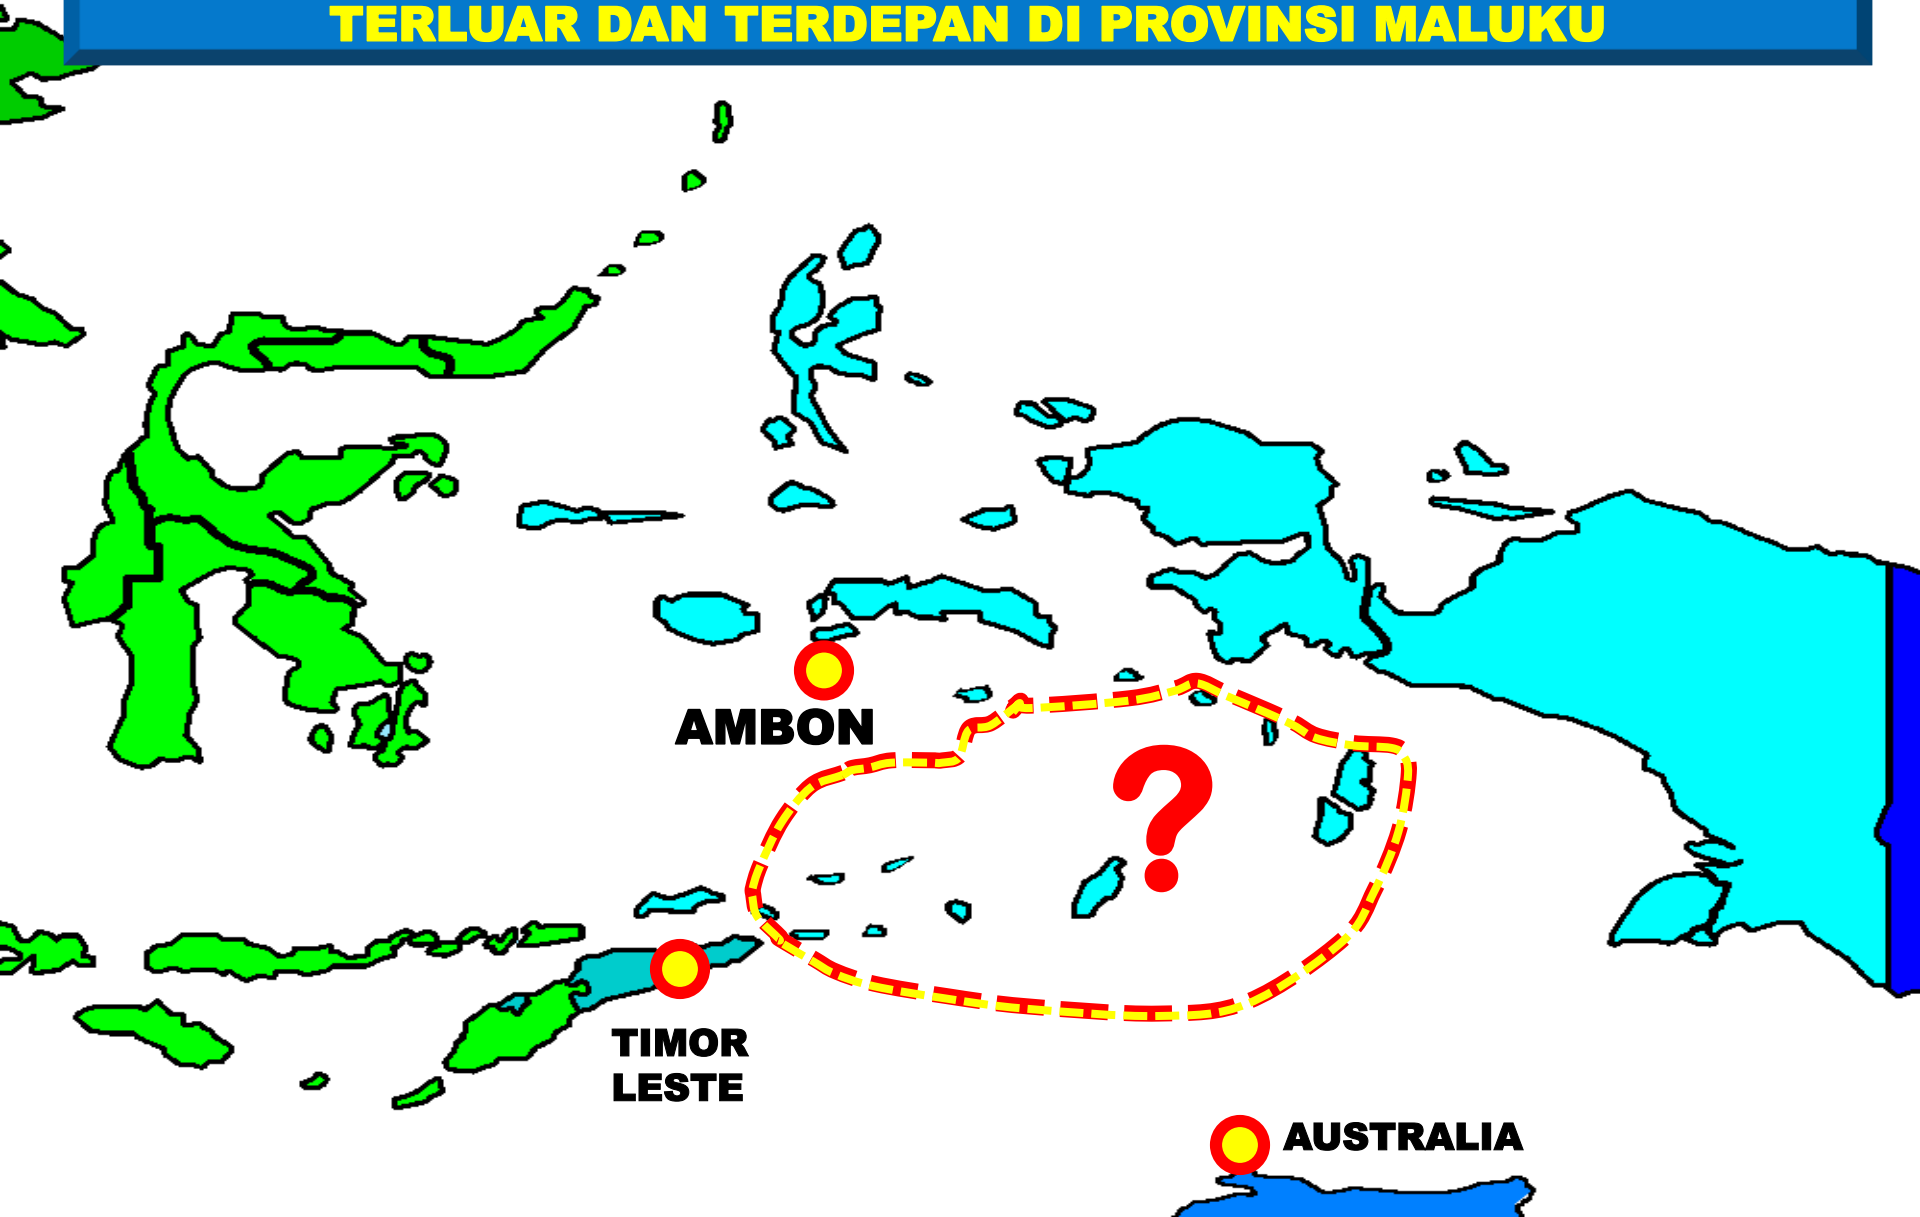 TERLUAR DAN TERDEPAN DI PROVINSI MALUKU
AMBON
?
TIMOR
LESTE
AUSTRALIA